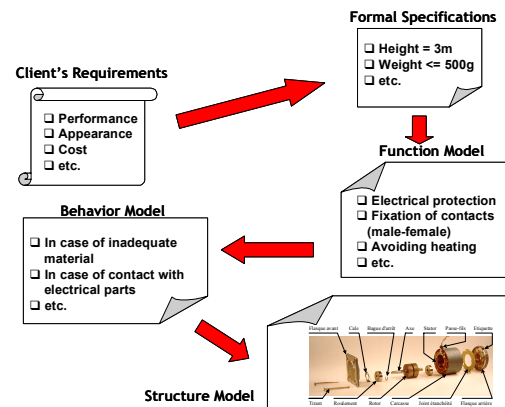 Client's Requirements
❑ Performance
❑ Appearance
❑ Cost
❑ etc.
Formal Specifications
❑ Height = 3m
❑ Weight <= 500g
❑ etc.
Function Model
❑ Electrical protection
❑ Fixation of contacts
(male-female)
❑ Avoiding heating
❑ etc.
Behavior Model
❑ In case of inadequate
material
❑ In case of contact with
electrical parts
❑ etc.
Structure Model
Flasque avant Cale Bague d'arrêt Axe Stator Passe-fils Etiquette
Tirant Roulement Rotor Carcasse Joint étanchéité Flasque arrière